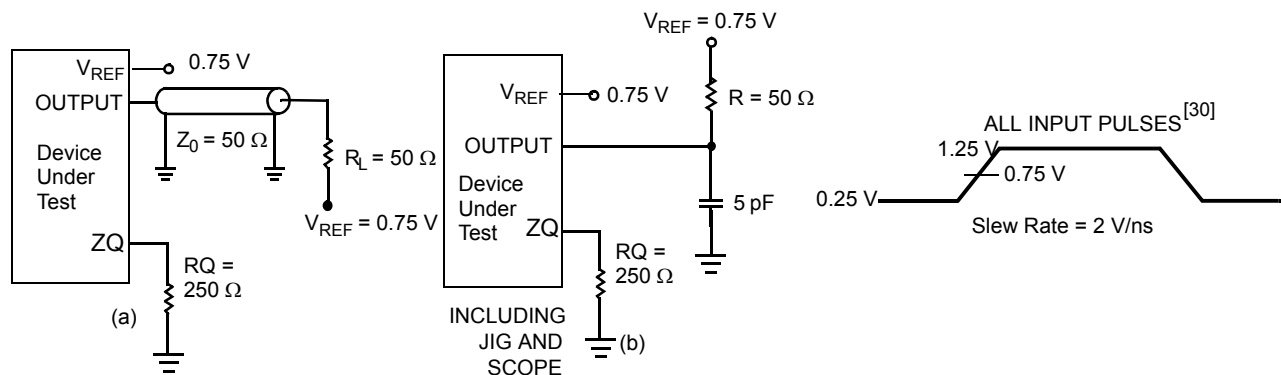 V_REF
0.75 V
OUTPUT
Z_0 = 50 Ω
Device
Under
Test
R_L = 50 Ω
V_REF = 0.75 V
ZQ
RQ =
250 Ω
(a)
V_REF = 0.75 V
R = 50 Ω
V_REF
0.75 V
OUTPUT
Device
Under
Test
5 pF
ZQ
RQ =
250 Ω
INCLUDING
JIG AND
SCOPE
(b)
ALL INPUT PULSES[30]
1.25 V
0.75 V
0.25 V
Slew Rate = 2 V/ns